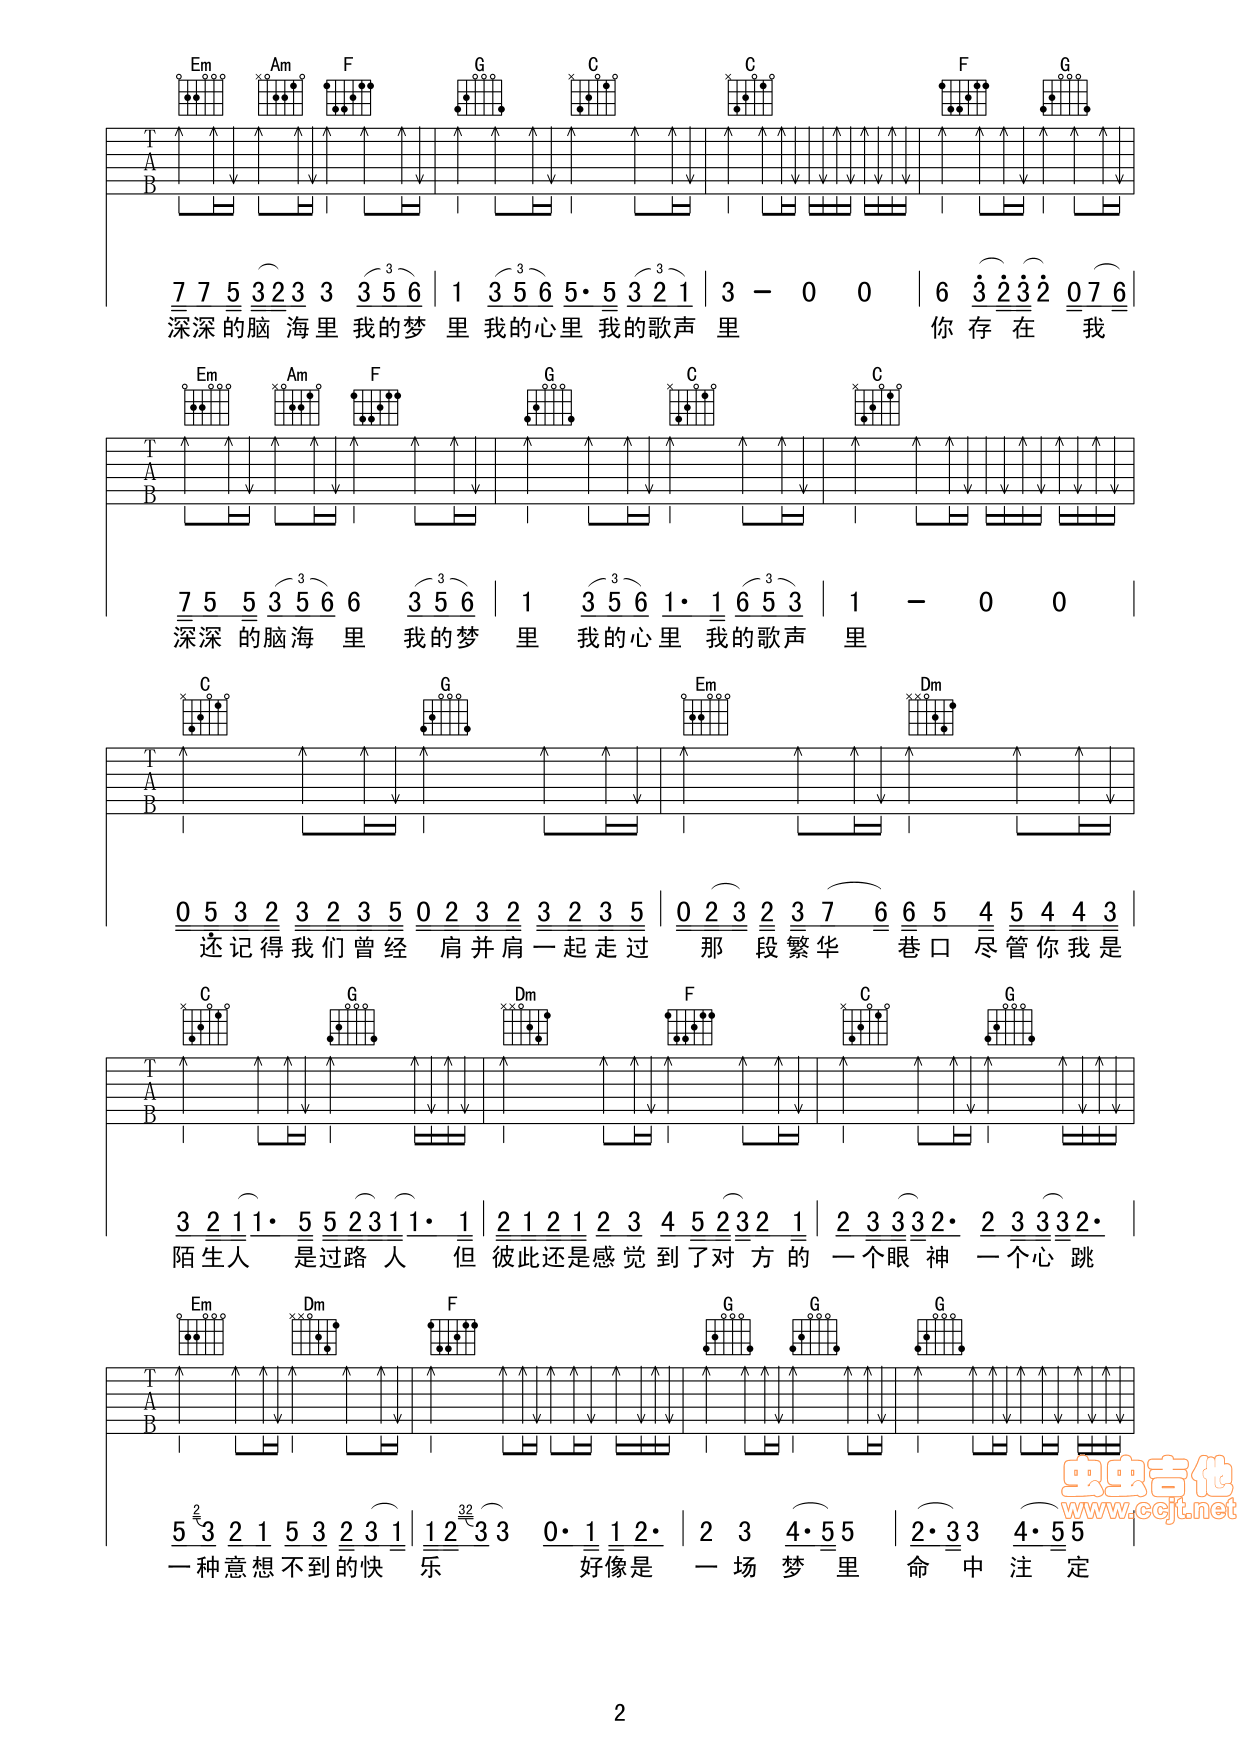 Em Am F G C C F G
T
A
B
3 3 3
7 7 5 3 2 3 3 3 5 6 | 1 3 5 6 5· 5 3 2 1 | 3 – 0 0 | 6 3 2 3 2 0 7 6 |
深深的脑 海里 我的梦 里 我的心里 我的歌声 里 你 存 在 我
Em Am F G C C
T
A
B
3 3 3 3
7 5 5 3 5 6 6 3 5 6 | 1 3 5 6 1· 1 6 5 3 | 1 – 0 0 |
深深 的脑海 里 我的梦 里 我的心里 我的歌声 里
C G Em Dm
T
A
B
0 5 3 2 3 2 3 5 0 2 3 2 3 2 3 5 | 0 2 3 2 3 7 6 6 5 4 5 4 4 3 |
还记得我们曾经 肩并肩一起走过 那 段繁华 巷口 尽管你我是
C G Dm F C G
T
A
B
3 2 1 1· 5 5 2 3 1 1· 1 | 2 1 2 1 2 3 4 5 2 3 2 1 | 2 3 3 3 2· 2 3 3 3 2· |
陌生人 是过路 人 但 彼此还是感觉 到了对 方 的 一个眼 神 一个心 跳
Em Dm F G G G
T
A
B
2 32
5 3 2 1 5 3 2 3 1 | 1 2 3 3 0· 1 1 2· | 2 3 4· 5 5 | 2· 3 3 4· 5 5 |
一种意想不到的快 乐 好像是 一 场 梦 里 命 中 注 定
虫虫吉他
www.ccjt.net
2